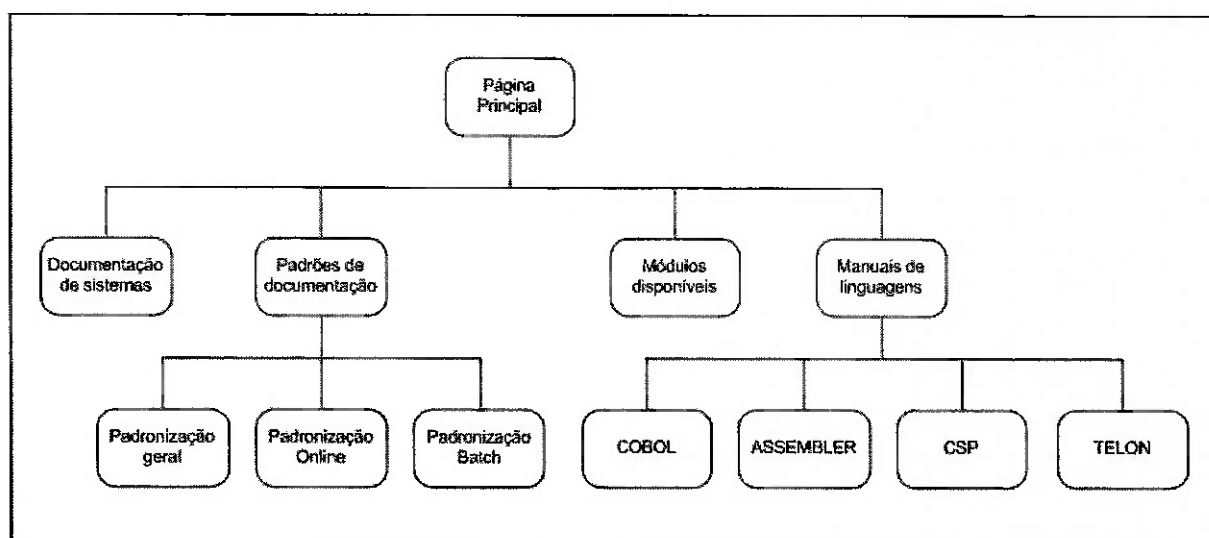 Página
Principal
Documentação
de sistemas
Padrões de
documentação
Módulos
disponíveis
Manuais de
linguagens
Padronização
geral
Padronização
Online
Padronização
Batch
COBOL
ASSEMBLER
CSP
TELON